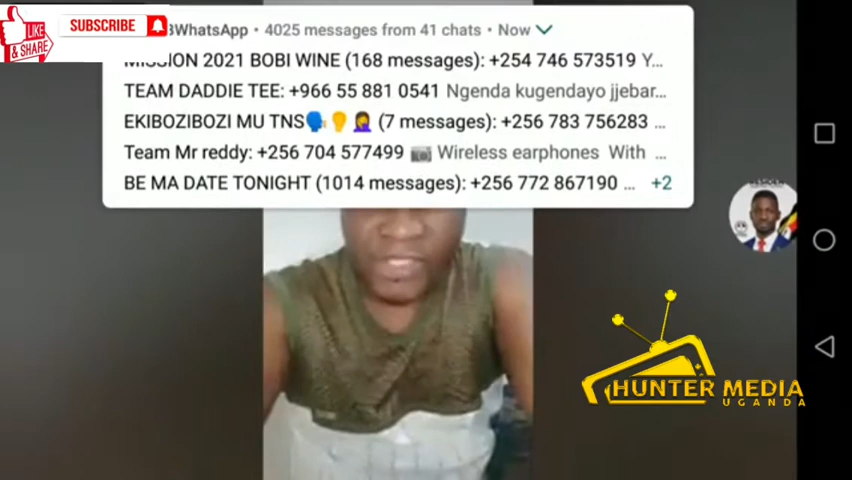 LIKE
& SHARE
SUBSCRIBE
BWhatsApp • 4025 messages from 41 chats • Now
MISSION 2021 BOBI WINE (168 messages): +254 746 573519 Y...
TEAM DADDIE TEE: +966 55 881 0541 Ngenda kugendayo jjebar...
EKIBOZIBOZI MU TNS🗣️👂🤦‍♀️ (7 messages): +256 783 756283 ...
Team Mr reddy: +256 704 577499 📷 Wireless earphones With ...
BE MA DATE TONIGHT (1014 messages): +256 772 867190 ... +2
HUNTER MEDIA
UGANDA